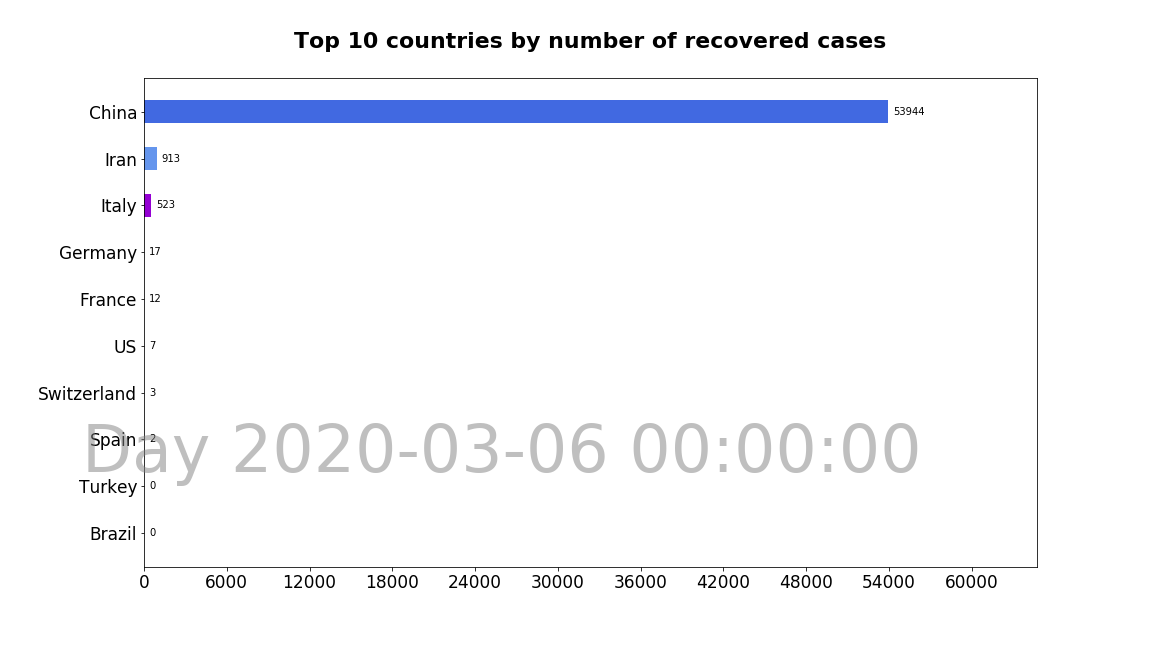 Top 10 countries by number of recovered cases
China 53944
Iran 913
Italy 523
Germany 17
France 12
US 7
Switzerland 3
Spain 2
Day 2020-03-06 00:00:00
Turkey 0
Brazil 0
0 6000 12000 18000 24000 30000 36000 42000 48000 54000 60000